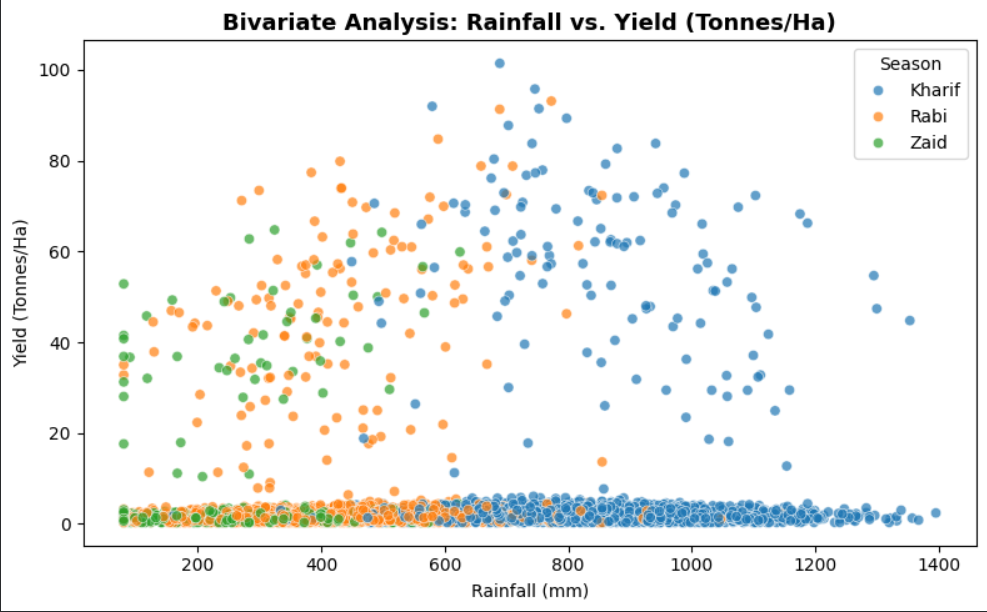 Bivariate Analysis: Rainfall vs. Yield (Tonnes/Ha)
Season
Kharif
Rabi
Zaid
Yield (Tonnes/Ha)
100
80
60
40
20
0
200 400 600 800 1000 1200 1400
Rainfall (mm)